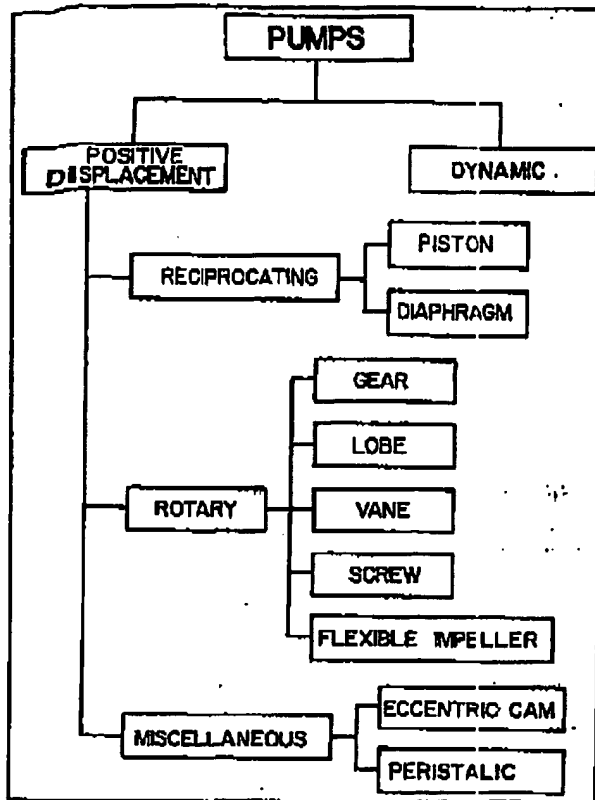 PUMPS
POSITIVE
DISPLACEMENT
DYNAMIC
RECIPROCATING
PISTON
DIAPHRAGM
GEAR
LOBE
ROTARY
VANE
SCREW
FLEXIBLE IMPELLER
ECCENTRIC CAM
MISCELLANEOUS
PERISTALIC